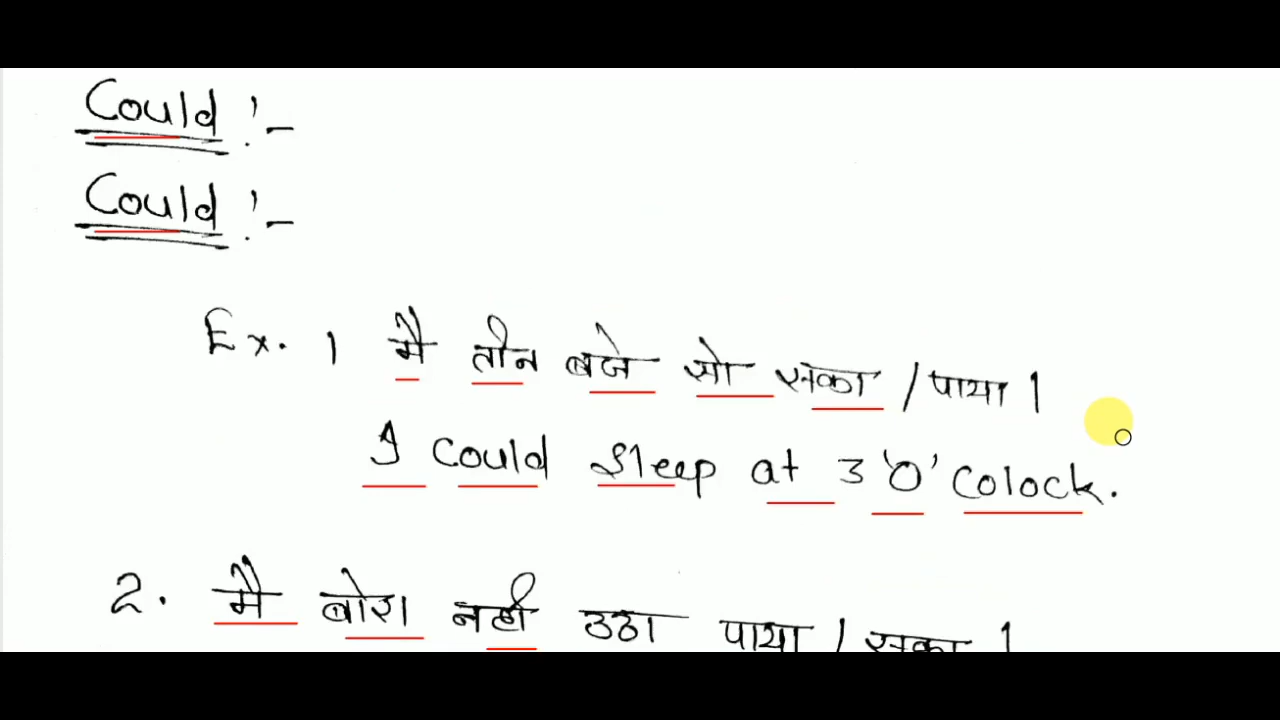 Could :-
Could :-
Ex. 1 मै तीन बजे सो सका / पाया ।
I Could Sleep at 3 'O' Colock.
2. मै बोरा नही उठा पाया / सका ।